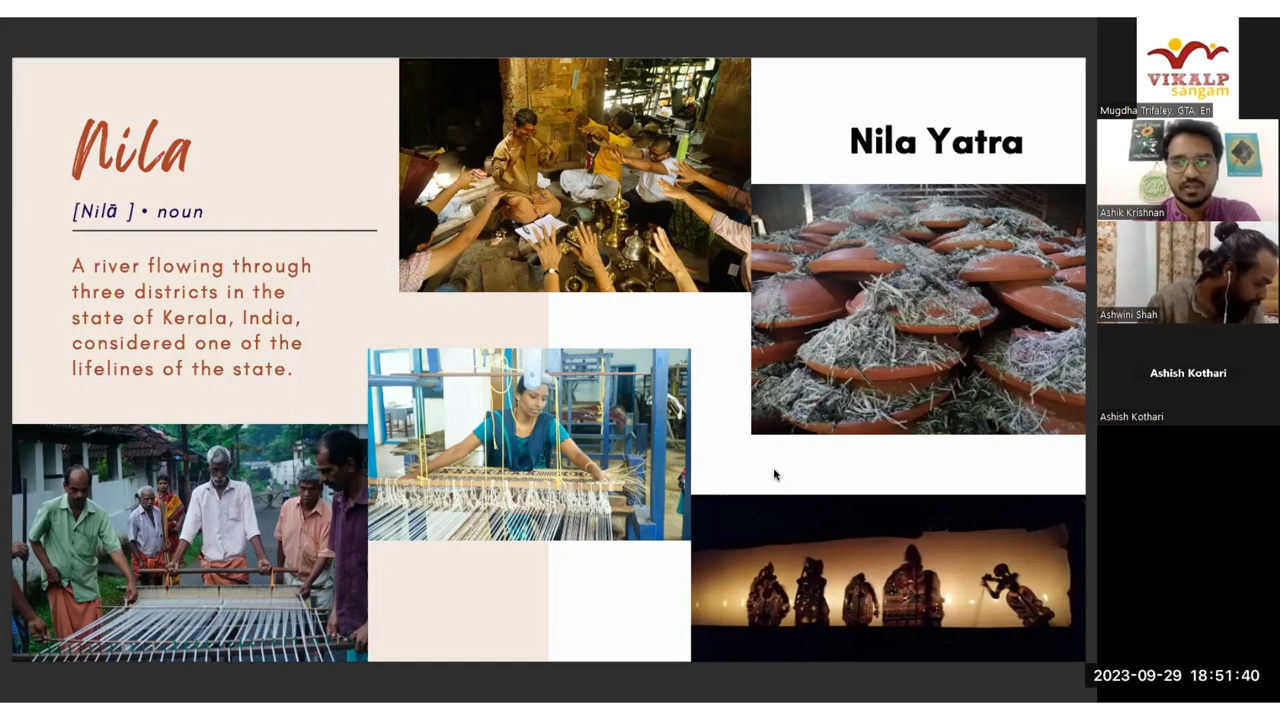 Nila
[Nilā ] • noun
A river flowing through
three districts in the
state of Kerala, India,
considered one of the
lifelines of the state.
Nila Yatra
VIKALP
sangam
Mugdha Trifaley, GTA, En
Ashik Krishnan
Ashwini Shah
Ashish Kothari
Ashish Kothari
2023-09-29 18:51:40